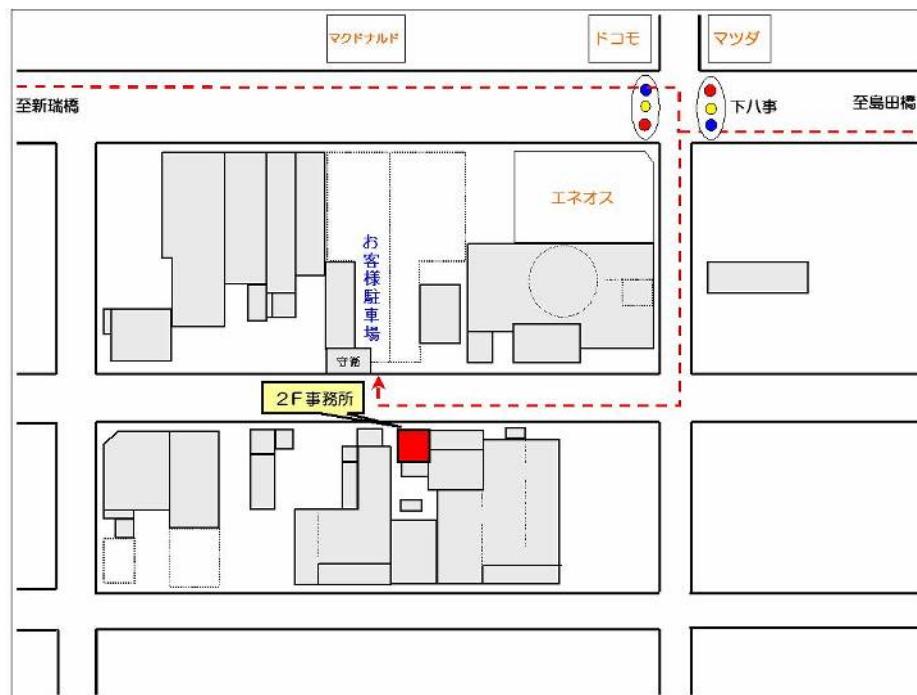 マクドナルド
ドコモ
マツダ
至新瑞橋
下八事
至島田橋
エネオス
お客様駐車場
守衛
2F事務所